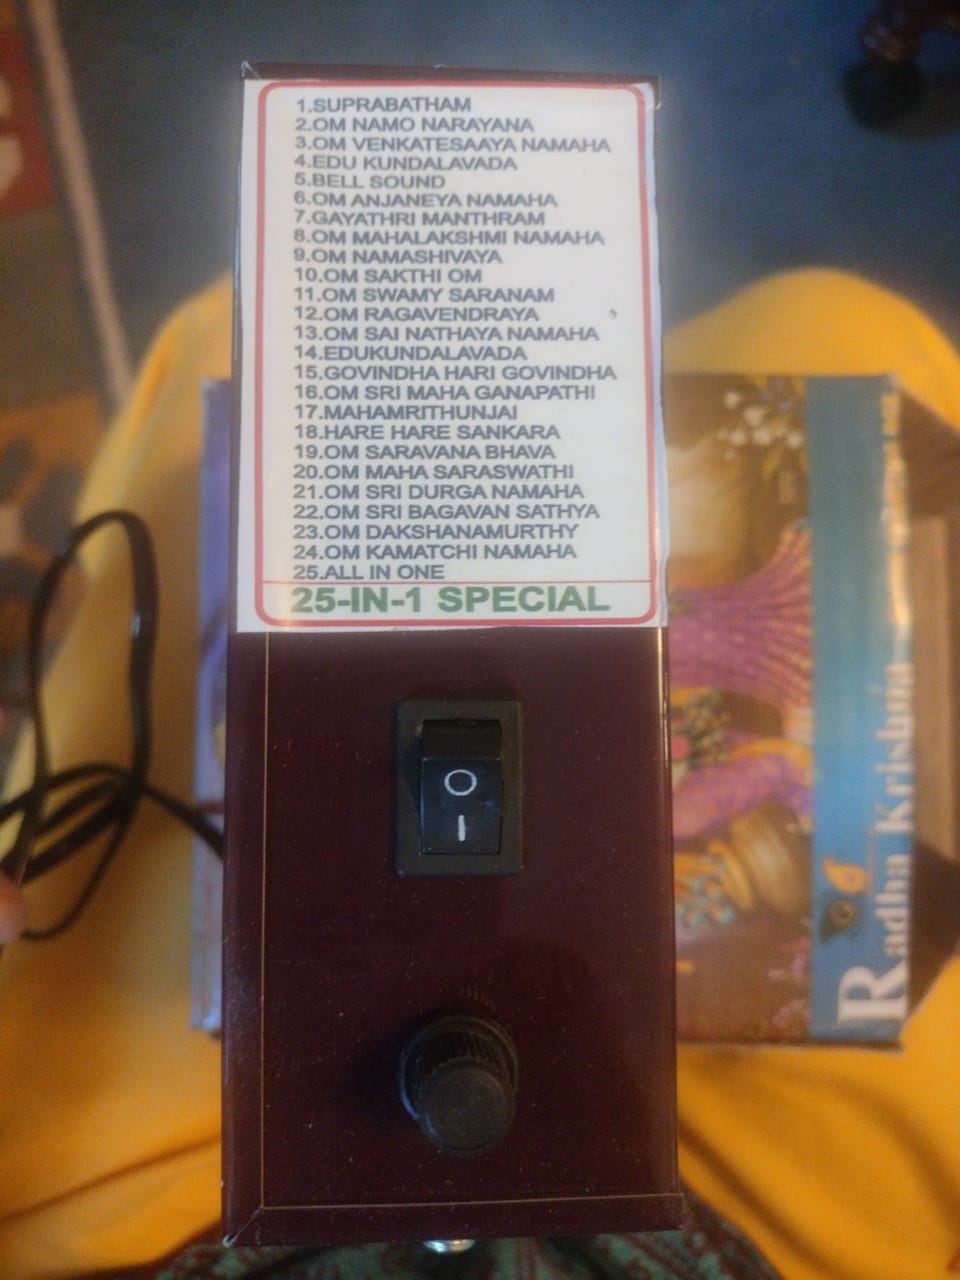 1.SUPRABATHAM
2.OM NAMO NARAYANA
3.OM VENKATESAAYA NAMAHA
4.EDU KUNDALAVADA
5.BELL SOUND
6.OM ANJANEYA NAMAHA
7.GAYATHRI MANTHRAM
8.OM MAHALAKSHMI NAMAHA
9.OM NAMASHIVAYA
10.OM SAKTHI OM
11.OM SWAMY SARANAM
12.OM RAGAVENDRAYA
13.OM SAI NATHAYA NAMAHA
14.EDUKUNDALAVADA
15.GOVINDHA HARI GOVINDHA
16.OM SRI MAHA GANAPATHI
17.MAHAMRITHUNJAI
18.HARE HARE SANKARA
19.OM SARAVANA BHAVA
20.OM MAHA SARASWATHI
21.OM SRI DURGA NAMAHA
22.OM SRI BAGAVAN SATHYA
23.OM DAKSHANAMURTHY
24.OM KAMATCHI NAMAHA
25.ALL IN ONE
25-IN-1 SPECIAL
O
I
Radha Krishna